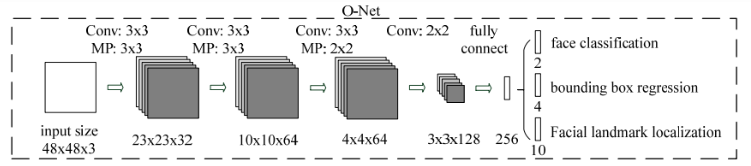 O-Net
Conv: 3x3 Conv: 3x3 Conv: 3x3 Conv: 2x2 fully
MP: 3x3 MP: 3x3 MP: 2x2 connect
face classification
2
bounding box regression
4
Facial landmark localization
10
input size
48x48x3 23x23x32 10x10x64 4x4x64 3x3x128 256